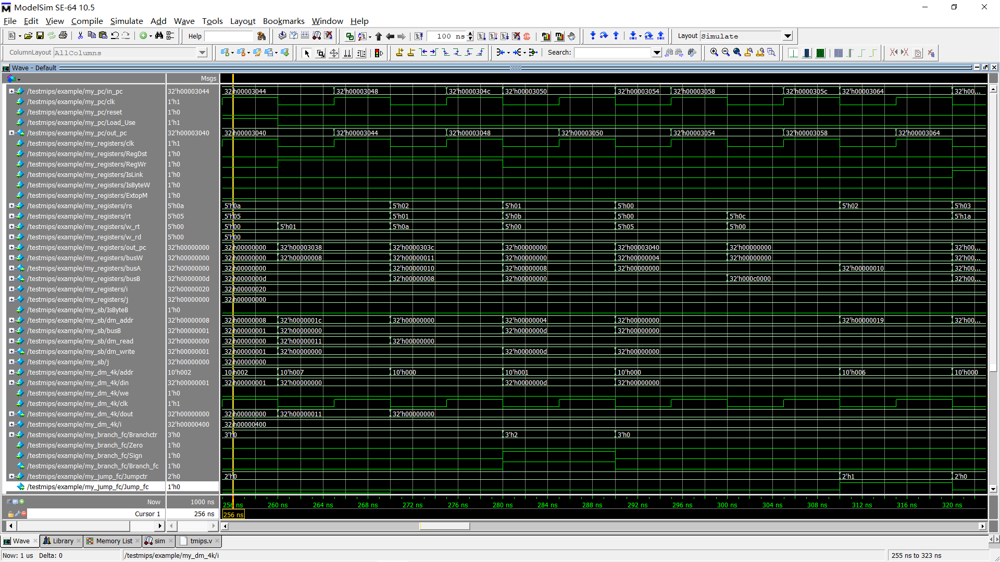 ModelSim SE-64 10.5
File Edit View Compile Simulate Add Wave Tools Layout Bookmarks Window Help
Help 100 ns Layout Simulate
ColumnLayout AllColumns Search:
Wave - Default
Msgs
/testmips/example/my_pc/in_pc 32'h00003044 32'h00003044 32'h00003048 32'h0000304c 32'h00003050 32'h00003054 32'h00003058 32'h0000305c 32'h00003064 32'h00...
/testmips/example/my_pc/clk 1'h1
/testmips/example/my_pc/reset 1'h0
/testmips/example/my_pc/Load_Use 1'h1
/testmips/example/my_pc/out_pc 32'h00003040 32'h00003040 32'h00003044 32'h00003048 32'h00003050 32'h00003054 32'h00003058 32'h00003064
/testmips/example/my_registers/clk 1'h1
/testmips/example/my_registers/RegDst 1'h0
/testmips/example/my_registers/RegWr 1'h0
/testmips/example/my_registers/IsLink 1'h0
/testmips/example/my_registers/IsByteW 1'h0
/testmips/example/my_registers/ExtopM 1'h0
/testmips/example/my_registers/rs 5'h0a 5'h0a 5'h02 5'h01 5'h00 5'h02 5'h03
/testmips/example/my_registers/rt 5'h05 5'h05 5'h01 5'h0b 5'h00 5'h0c 5'h1a
/testmips/example/my_registers/w_rt 5'h00 5'h00 5'h01 5'h0a 5'h00 5'h05 5'h00
/testmips/example/my_registers/w_rd 5'h00 5'h00
/testmips/example/my_registers/out_pc 32'h00000000 32'h00000000 32'h00003038 32'h0000303c 32'h00000000 32'h00003040 32'h00000000 32'h00...
/testmips/example/my_registers/busW 32'h00000000 32'h00000000 32'h00000008 32'h00000011 32'h00000000 32'h00000004 32'h00000000 32'h00...
/testmips/example/my_registers/busA 32'h00000000 32'h00000000 32'h00000010 32'h00000008 32'h00000000 32'h00000010 32'h00...
/testmips/example/my_registers/busB 32'h0000000d 32'h0000000d 32'h00000008 32'h00000000 32'h000c0000 32'h00...
/testmips/example/my_registers/i 32'h00000020 32'h00000020
/testmips/example/my_registers/j 32'h00000000 32'h00000000
/testmips/example/my_sb/IsByteB 1'h0
/testmips/example/my_sb/dm_addr 32'h00000008 32'h00000008 32'h0000001c 32'h00000000 32'h00000004 32'h00000000 32'h00000019 32'h00...
/testmips/example/my_sb/busB 32'h00000001 32'h00000001 32'h00000000 32'h0000000d 32'h00000000
/testmips/example/my_sb/dm_read 32'h00000000 32'h00000000 32'h00000011 32'h00000000
/testmips/example/my_sb/dm_write 32'h00000001 32'h00000001 32'h00000000 32'h0000000d 32'h00000000
/testmips/example/my_sb/j 32'h00000000 32'h00000000
/testmips/example/my_dm_4k/addr 10'h002 10'h002 10'h007 10'h000 10'h001 10'h000 10'h006 10'h000
/testmips/example/my_dm_4k/din 32'h00000001 32'h00000001 32'h00000000 32'h0000000d 32'h00000000
/testmips/example/my_dm_4k/we 1'h0
/testmips/example/my_dm_4k/clk 1'h1
/testmips/example/my_dm_4k/dout 32'h00000000 32'h00000000 32'h00000011 32'h00000000
/testmips/example/my_dm_4k/i 32'h00000400 32'h00000400
/testmips/example/my_branch_fc/Branchctr 3'h0 3'h0 3'h2 3'h0
/testmips/example/my_branch_fc/Zero 1'h0
/testmips/example/my_branch_fc/Sign 1'h0
/testmips/example/my_branch_fc/Branch_fc 1'h0
/testmips/example/my_jump_fc/Jumpctr 2'h0 2'h0 2'h1 2'h0
/testmips/example/my_jump_fc/Jump_fc 1'h0
Now 1000 ns 256 ns 260 ns 264 ns 268 ns 272 ns 276 ns 280 ns 284 ns 288 ns 292 ns 296 ns 300 ns 304 ns 308 ns 312 ns 316 ns 320 ns
Cursor 1 256 ns 256 ns
Wave Library Memory List sim tmips.v
Now: 1 us Delta: 0 /testmips/example/my_dm_4k/i 255 ns to 323 ns